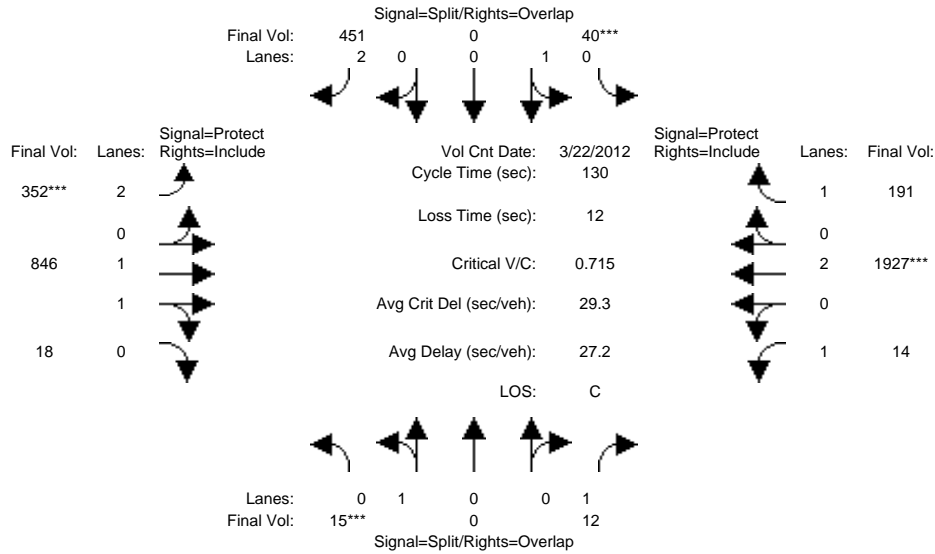 Signal=Split/Rights=Overlap
Final Vol: 451 0 40***
Lanes: 2 0 0 1 0
Signal=Protect
Final Vol: Lanes: Rights=Include
Vol Cnt Date: 3/22/2012
Signal=Protect
Rights=Include Lanes: Final Vol:
Cycle Time (sec): 130
352*** 2
1 191
Loss Time (sec): 12
0
0
846 1
Critical V/C: 0.715
2 1927***
1
Avg Crit Del (sec/veh): 29.3
0
18 0
Avg Delay (sec/veh): 27.2
1 14
LOS: C
Lanes: 0 1 0 0 1
Final Vol: 15*** 0 12
Signal=Split/Rights=Overlap